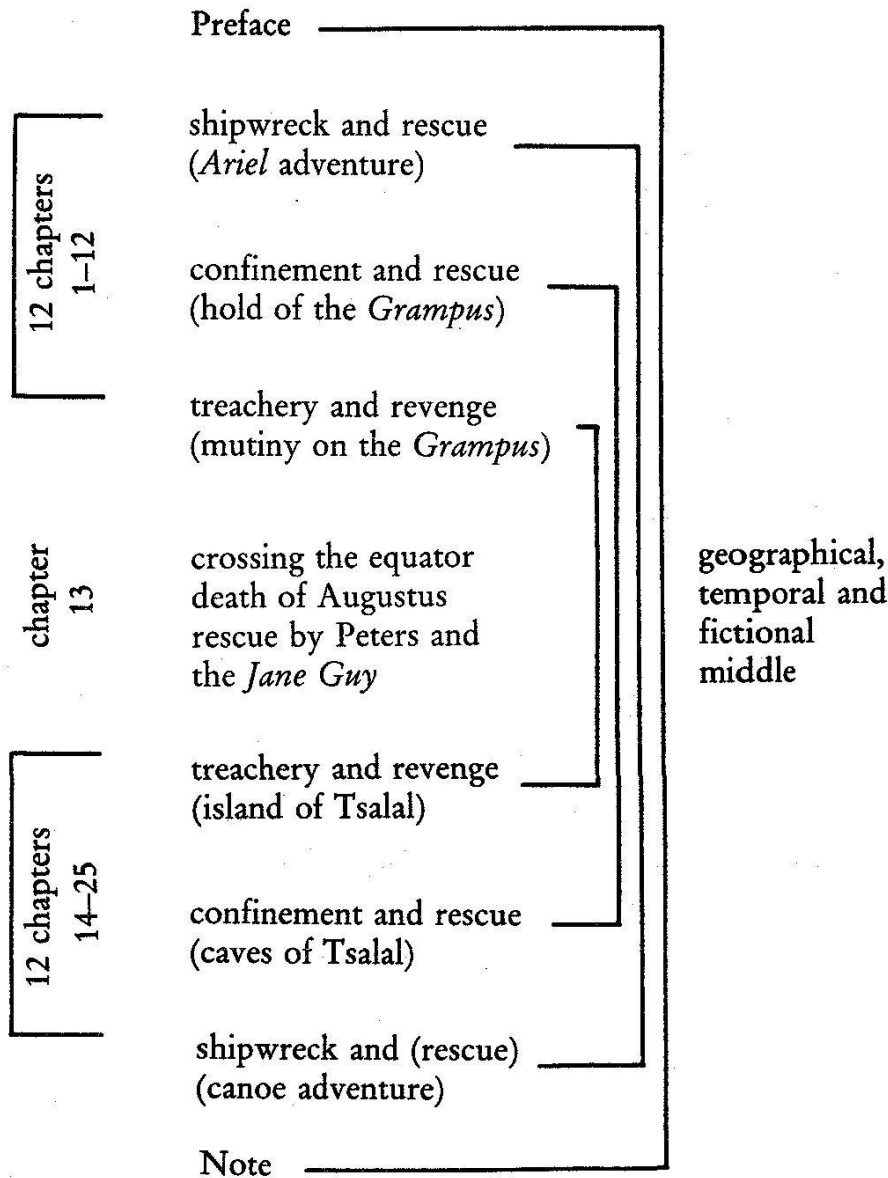 Preface
12 chapters
1–12
shipwreck and rescue
(Ariel adventure)
confinement and rescue
(hold of the Grampus)
treachery and revenge
(mutiny on the Grampus)
chapter
13
crossing the equator
death of Augustus
rescue by Peters and
the Jane Guy
geographical,
temporal and
fictional
middle
12 chapters
14–25
treachery and revenge
(island of Tsalal)
confinement and rescue
(caves of Tsalal)
shipwreck and (rescue)
(canoe adventure)
Note